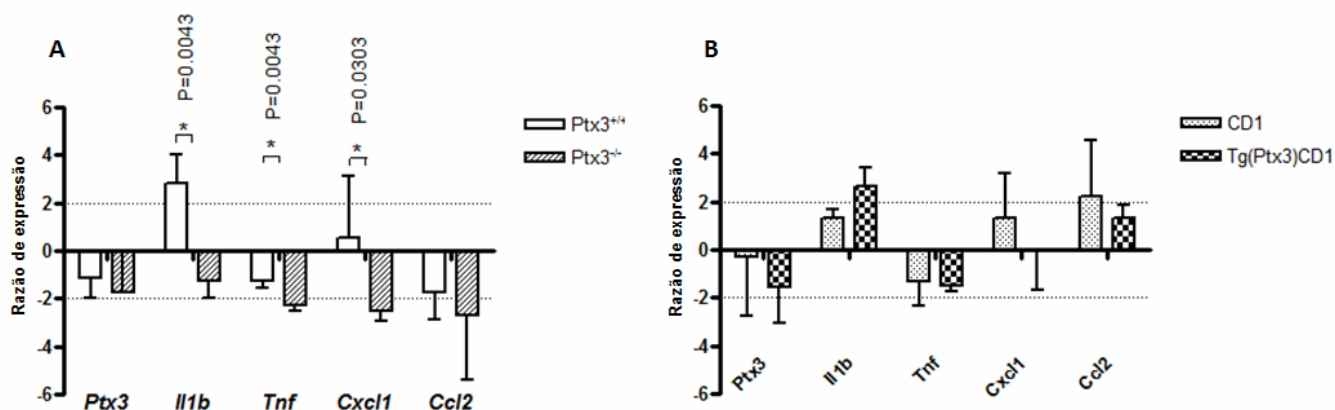 A
P=0.0043
P=0.0043
P=0.0303
*
*
*
Razão de expressão
6
4
2
0
-2
-4
-6
Ptx3 Il1b Tnf Cxcl1 Ccl2
Ptx3+/+
Ptx3-/-
B
Razão de expressão
6
4
2
0
-2
-4
-6
Ptx3 Il1b Tnf Cxcl1 Ccl2
CD1
Tg(Ptx3)CD1